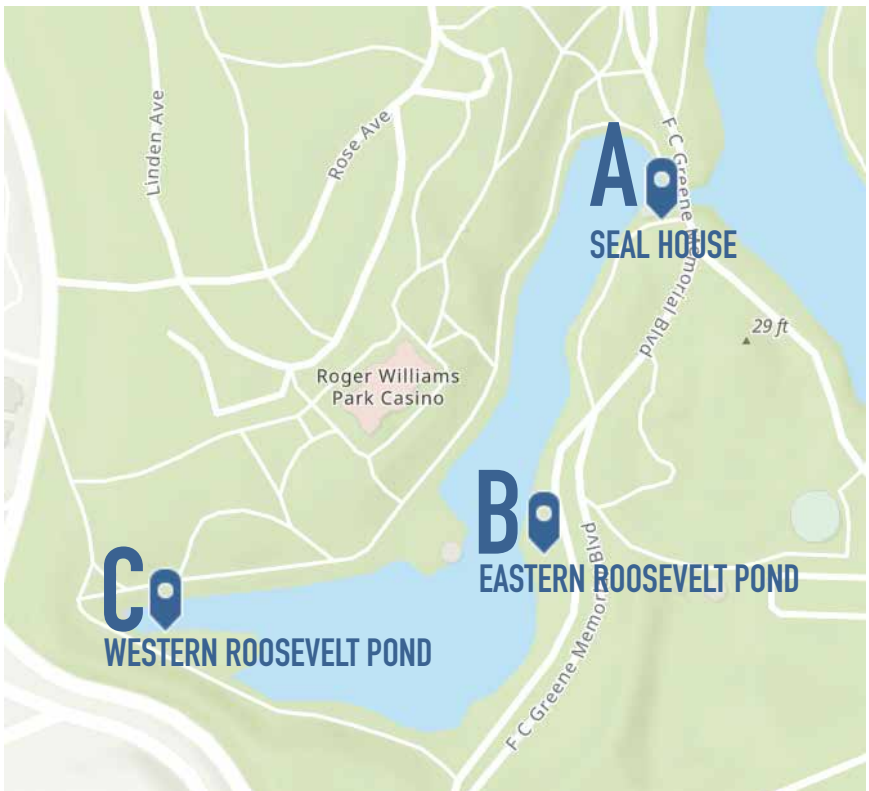 Linden Ave
Rose Ave
F C Greene Memorial Blvd
A
SEAL HOUSE
29 ft
Roger Williams
Park Casino
B
EASTERN ROOSEVELT POND
F C Greene Memorial Blvd
C
WESTERN ROOSEVELT POND